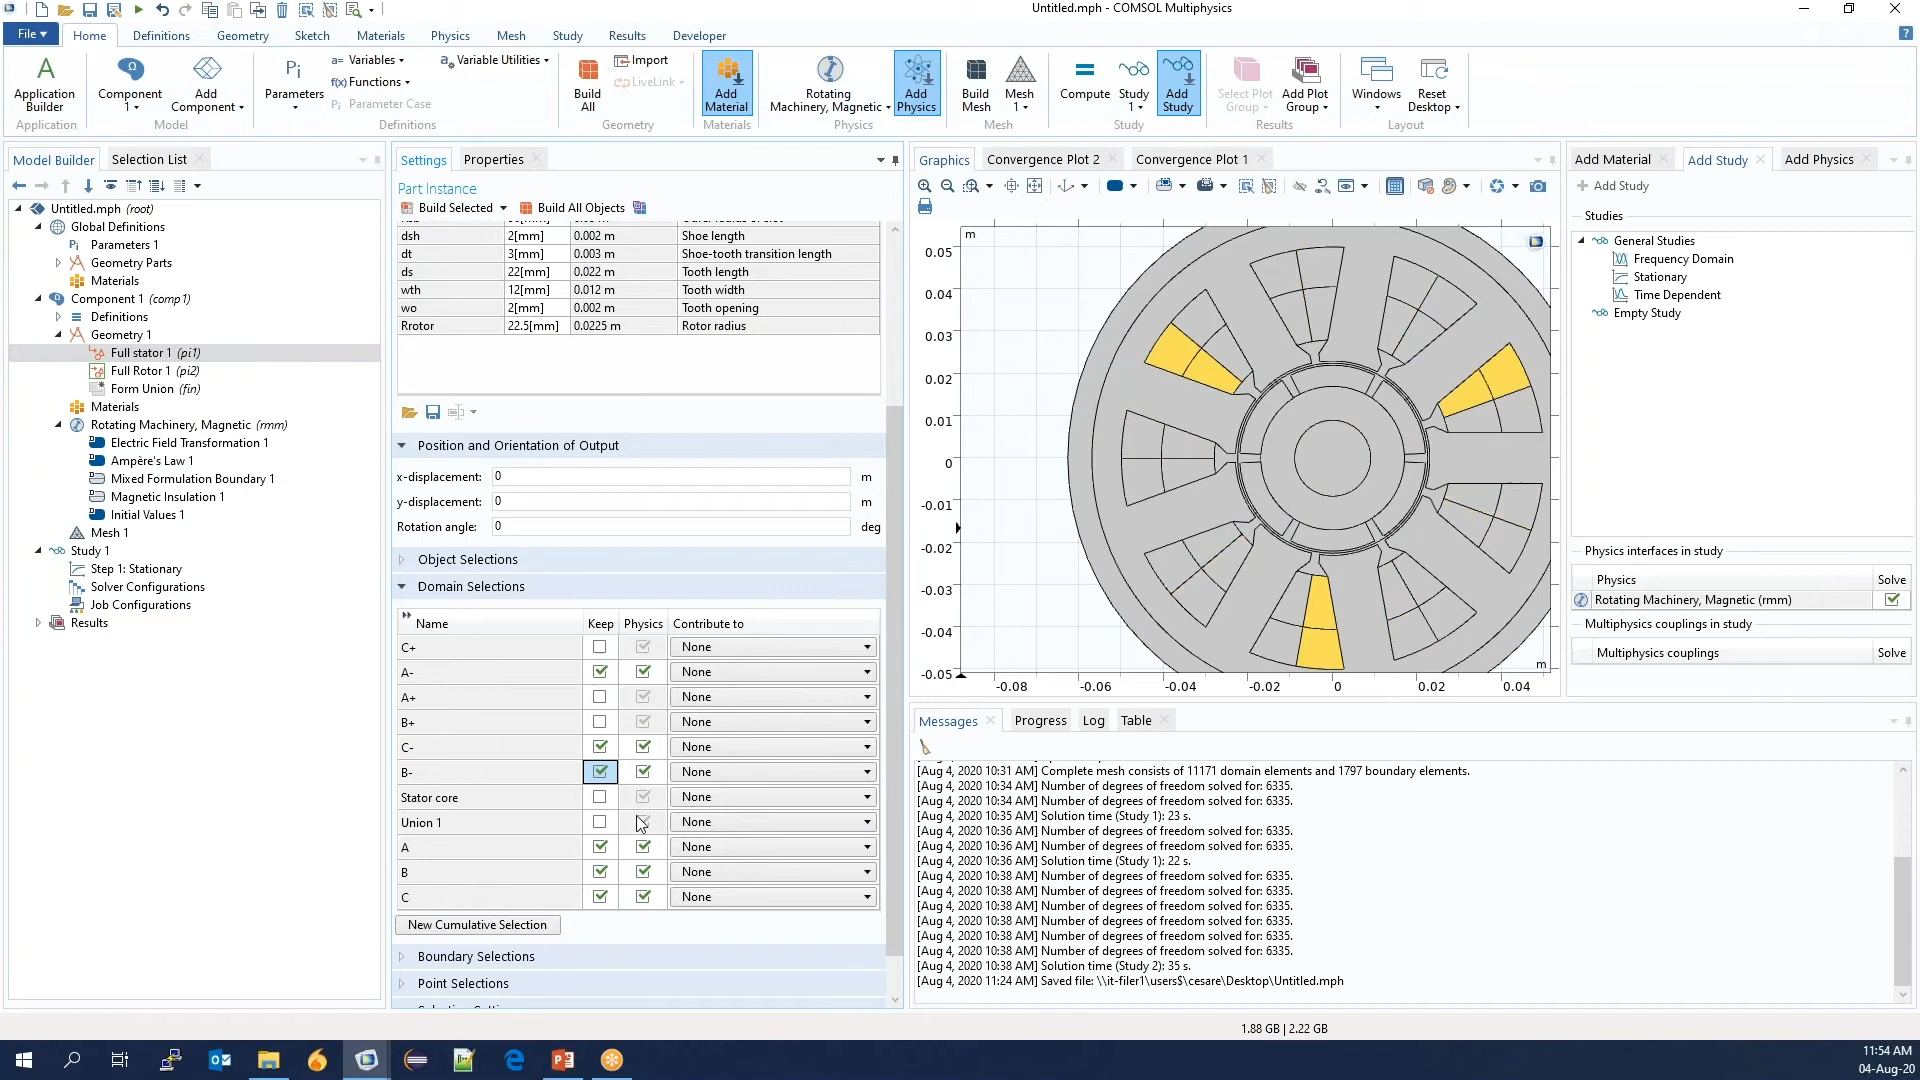 Untitled.mph - COMSOL Multiphysics
File
Home
Definitions
Geometry
Sketch
Materials
Physics
Mesh
Study
Results
Developer
Application Builder
Application
Component 1
Add Component
Model
Parameters
a= Variables
f(x) Functions
Pi Parameter Case
Variable Utilities
Definitions
Build All
Import
LiveLink
Geometry
Add Material
Materials
Rotating Machinery, Magnetic
Add Physics
Physics
Build Mesh
Mesh 1
Mesh
Compute
Study 1
Add Study
Study
Select Plot Group
Add Plot Group
Results
Windows
Reset Desktop
Layout
Model Builder
Selection List
Untitled.mph (root)
Global Definitions
Pi Parameters 1
Geometry Parts
Materials
Component 1 (comp1)
Definitions
Geometry 1
Full stator 1 (pi1)
Full Rotor 1 (pi2)
Form Union (fin)
Materials
Rotating Machinery, Magnetic (rmm)
Electric Field Transformation 1
Ampère's Law 1
Mixed Formulation Boundary 1
Magnetic Insulation 1
Initial Values 1
Mesh 1
Study 1
Step 1: Stationary
Solver Configurations
Job Configurations
Results
Settings
Properties
Part Instance
Build Selected
Build All Objects
dsh 2[mm] 0.002 m Shoe length
dt 3[mm] 0.003 m Shoe-tooth transition length
ds 22[mm] 0.022 m Tooth length
wth 12[mm] 0.012 m Tooth width
wo 2[mm] 0.002 m Tooth opening
Rrotor 22.5[mm] 0.0225 m Rotor radius
Position and Orientation of Output
x-displacement: 0 m
y-displacement: 0 m
Rotation angle: 0 deg
Object Selections
Domain Selections
Name Keep Physics Contribute to
C+ None
A- None
A+ None
B+ None
C- None
B- None
Stator core None
Union 1 None
A None
B None
C None
New Cumulative Selection
Boundary Selections
Point Selections
Graphics
Convergence Plot 2
Convergence Plot 1
m
0.05
0.04
0.03
0.02
0.01
0
-0.01
-0.02
-0.03
-0.04
-0.05
m
-0.08 -0.06 -0.04 -0.02 0 0.02 0.04
Messages
Progress
Log
Table
[Aug 4, 2020 10:31 AM] Complete mesh consists of 11171 domain elements and 1797 boundary elements.
[Aug 4, 2020 10:34 AM] Number of degrees of freedom solved for: 6335.
[Aug 4, 2020 10:34 AM] Number of degrees of freedom solved for: 6335.
[Aug 4, 2020 10:35 AM] Solution time (Study 1): 23 s.
[Aug 4, 2020 10:36 AM] Number of degrees of freedom solved for: 6335.
[Aug 4, 2020 10:36 AM] Number of degrees of freedom solved for: 6335.
[Aug 4, 2020 10:36 AM] Solution time (Study 1): 22 s.
[Aug 4, 2020 10:38 AM] Number of degrees of freedom solved for: 6335.
[Aug 4, 2020 10:38 AM] Number of degrees of freedom solved for: 6335.
[Aug 4, 2020 10:38 AM] Number of degrees of freedom solved for: 6335.
[Aug 4, 2020 10:38 AM] Number of degrees of freedom solved for: 6335.
[Aug 4, 2020 10:38 AM] Number of degrees of freedom solved for: 6335.
[Aug 4, 2020 10:38 AM] Number of degrees of freedom solved for: 6335.
[Aug 4, 2020 10:38 AM] Solution time (Study 2): 35 s.
[Aug 4, 2020 11:24 AM] Saved file: \\it-filer1\users$\cesare\Desktop\Untitled.mph
Add Material
Add Study
Add Physics
Add Study
Studies
General Studies
Frequency Domain
Stationary
Time Dependent
Empty Study
Physics interfaces in study
Physics Solve
Rotating Machinery, Magnetic (rmm)
Multiphysics couplings in study
Multiphysics couplings Solve
1.88 GB | 2.22 GB
11:54 AM
04-Aug-20